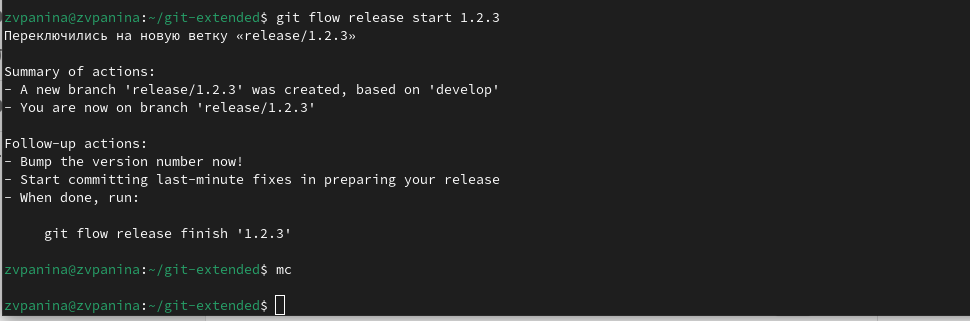 zvpanina@zvpanina:~/git-extended$ git flow release start 1.2.3
Переключились на новую ветку «release/1.2.3»
Summary of actions:
- A new branch 'release/1.2.3' was created, based on 'develop'
- You are now on branch 'release/1.2.3'
Follow-up actions:
- Bump the version number now!
- Start committing last-minute fixes in preparing your release
- When done, run:
git flow release finish '1.2.3'
zvpanina@zvpanina:~/git-extended$ mc
zvpanina@zvpanina:~/git-extended$